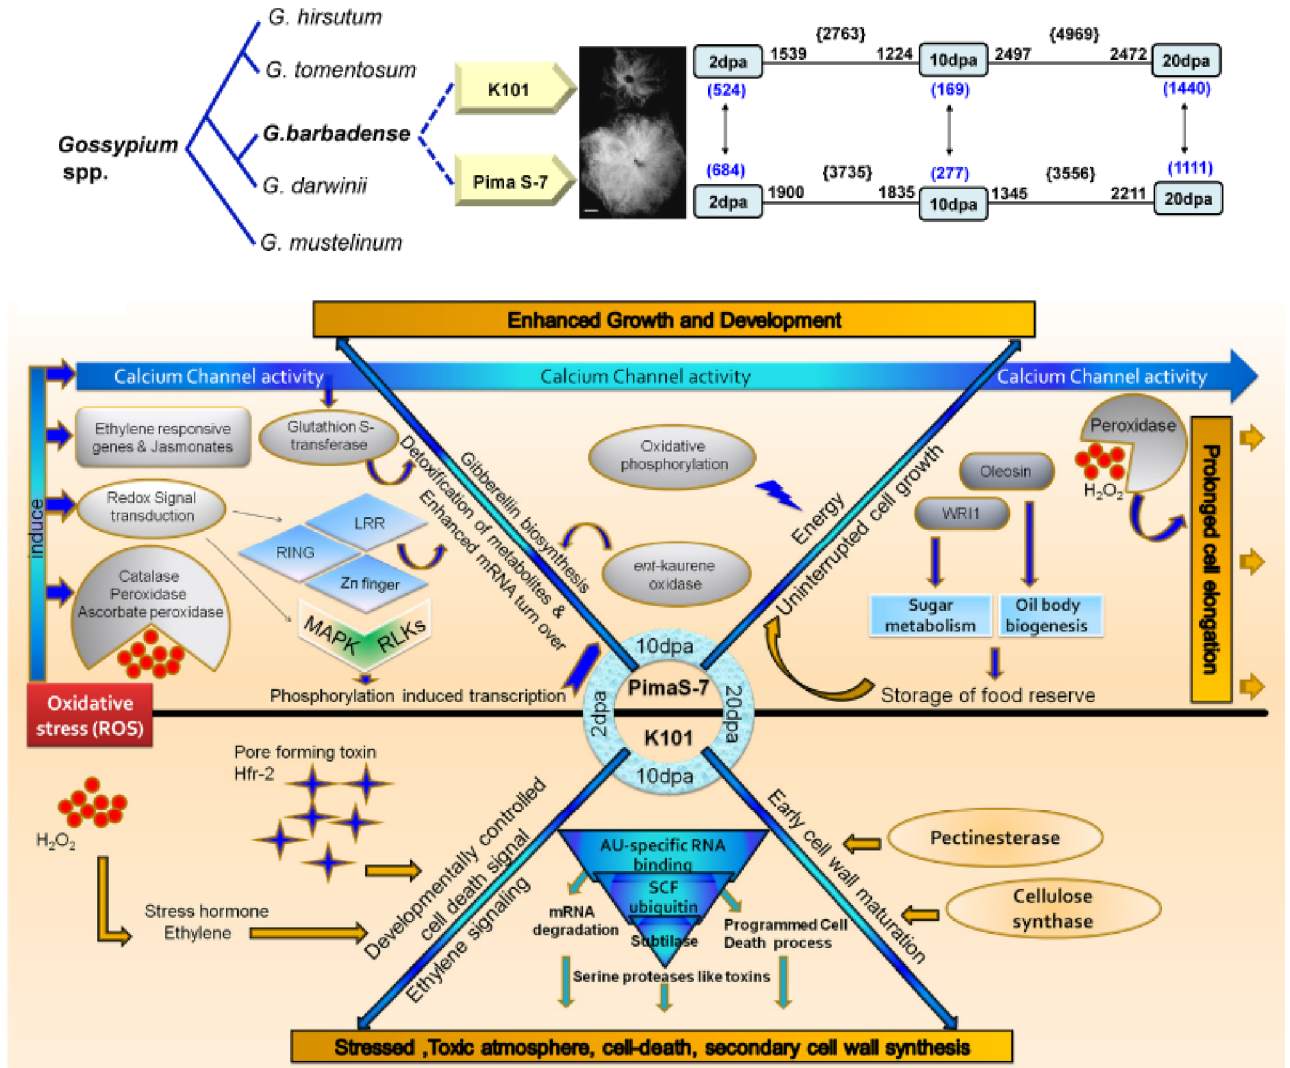 G. hirsutum
G. tomentosum
G.barbadense
G. darwinii
G. mustelinum
Gossypium
spp.
K101
Pima S-7
2dpa
1539
{2763}
1224
10dpa
2497
{4969}
2472
20dpa
(524)
(169)
(1440)
(684)
(277)
(1111)
2dpa
1900
{3735}
1835
10dpa
1345
{3556}
2211
20dpa
Enhanced Growth and Development
Calcium Channel activity
Calcium Channel activity
Calcium Channel activity
induce
Ethylene responsive
genes & Jasmonates
Glutathion S-
transferase
Redox Signal
transduction
LRR
RING
Zn finger
MAPK
RLKs
Catalase
Peroxidase
Ascorbate peroxidase
Phosphorylation induced transcription
Gibberellin biosynthesis
Detoxification of metabolites &
Enhanced mRNA turn over
Oxidative
phosphorylation
ent-kaurene
oxidase
Energy
Uninterrupted cell growth
Oleosin
WRI1
Sugar
metabolism
Oil body
biogenesis
Storage of food reserve
Peroxidase
H2O2
Prolonged cell elongation
Oxidative
stress (ROS)
10dpa
PimaS-7
2dpa
20dpa
K101
10dpa
Pore forming toxin
Hfr-2
H2O2
Stress hormone
Ethylene
Developmentally controlled
cell death signal
Ethylene signaling
AU-specific RNA
binding
SCF
ubiquitin
Subtilase
mRNA
degradation
Programmed Cell
Death process
Serine proteases like toxins
Early cell wall maturation
Pectinesterase
Cellulose
synthase
Stressed ,Toxic atmosphere, cell-death, secondary cell wall synthesis